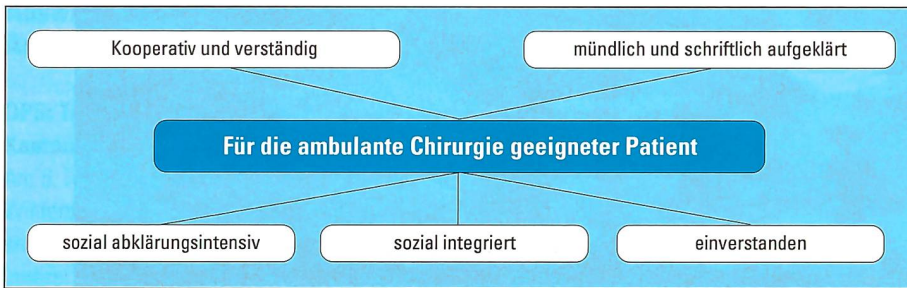 Kooperativ und verständig
mündlich und schriftlich aufgeklärt
Für die ambulante Chirurgie geeigneter Patient
sozial abklärungsintensiv
sozial integriert
einverstanden